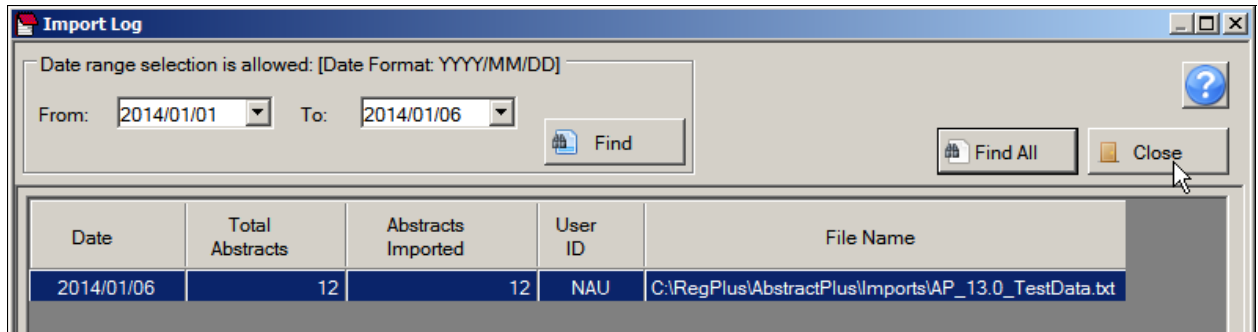 Import Log
Date range selection is allowed: [Date Format: YYYY/MM/DD]
From: 2014/01/01 To: 2014/01/06
Find
Find All
Close
Date Total Abstracts Abstracts Imported User ID File Name
2014/01/06 12 12 NAU C:\RegPlus\AbstractPlus\Imports\AP_13.0_TestData.txt